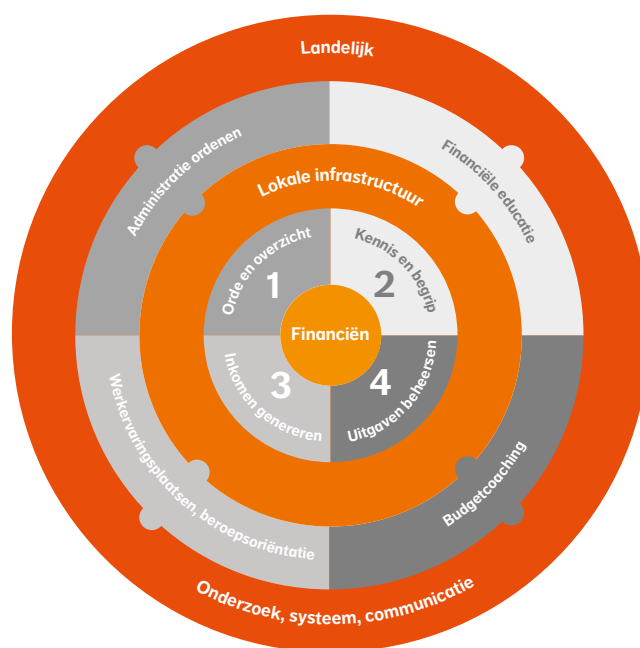 Landelijk
Administratie ordenen
Financiële educatie
Lokale infrastructuur
Orde en overzicht
1
Kennis en begrip
2
Financiën
3
Inkomen genereren
4
Uitgaven beheersen
Werkervaringsplaatsen, beroepsoriëntatie
Budgetcoaching
Onderzoek, systeem, communicatie